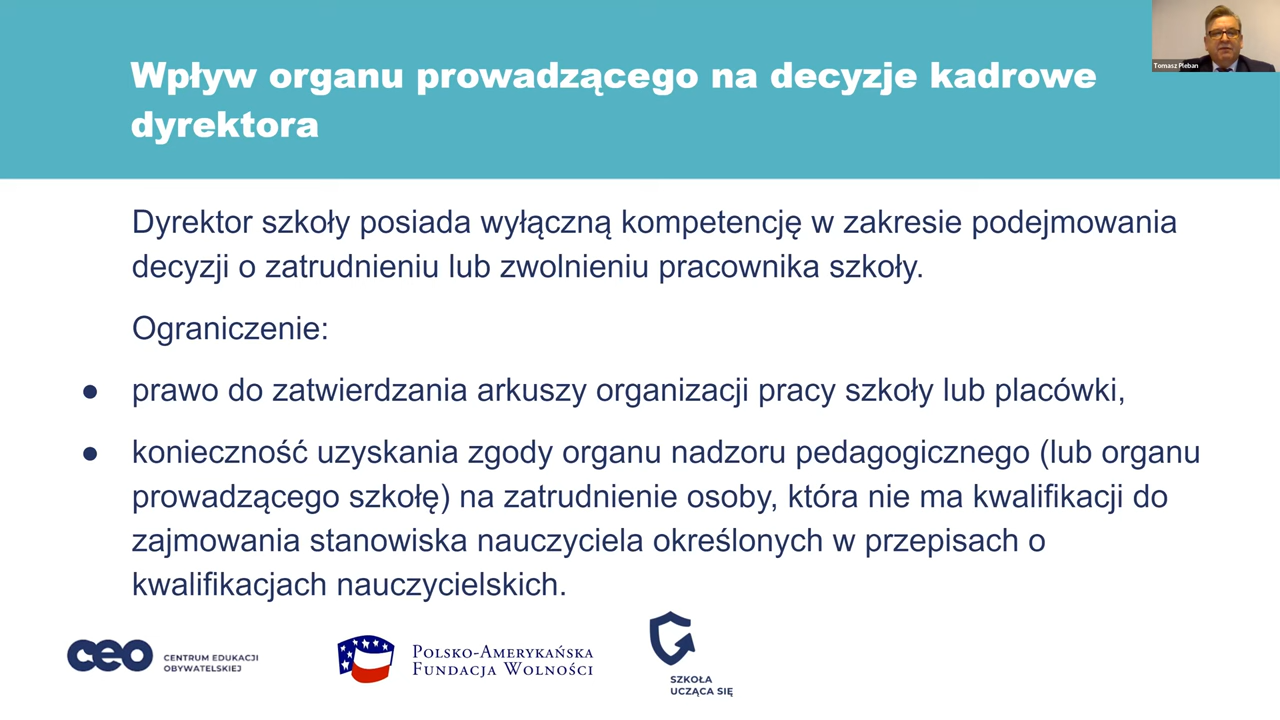 Tomasz Pleban
Wpływ organu prowadzącego na decyzje kadrowe
dyrektora
Dyrektor szkoły posiada wyłączną kompetencję w zakresie podejmowania
decyzji o zatrudnieniu lub zwolnieniu pracownika szkoły.
Ograniczenie:
● prawo do zatwierdzania arkuszy organizacji pracy szkoły lub placówki,
● konieczność uzyskania zgody organu nadzoru pedagogicznego (lub organu
prowadzącego szkołę) na zatrudnienie osoby, która nie ma kwalifikacji do
zajmowania stanowiska nauczyciela określonych w przepisach o
kwalifikacjach nauczycielskich.
ceo
CENTRUM EDUKACJI
OBYWATELSKIEJ
POLSKO-AMERYKAŃSKA
FUNDACJA WOLNOŚCI
SZKOŁA
UCZĄCA SIĘ